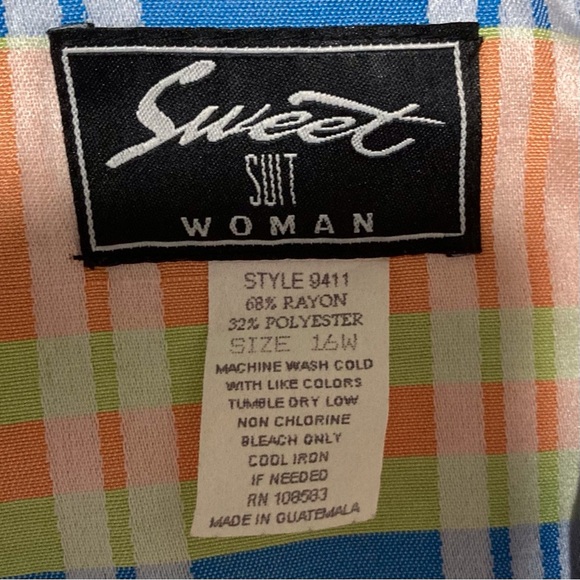 Sweet
SUIT
WOMAN
STYLE 9411
68% RAYON
32% POLYESTER
SIZE 16W
MACHINE WASH COLD
WITH LIKE COLORS
TUMBLE DRY LOW
NON CHLORINE
BLEACH ONLY
COOL IRON
IF NEEDED
RN 108583
MADE IN GUATEMALA